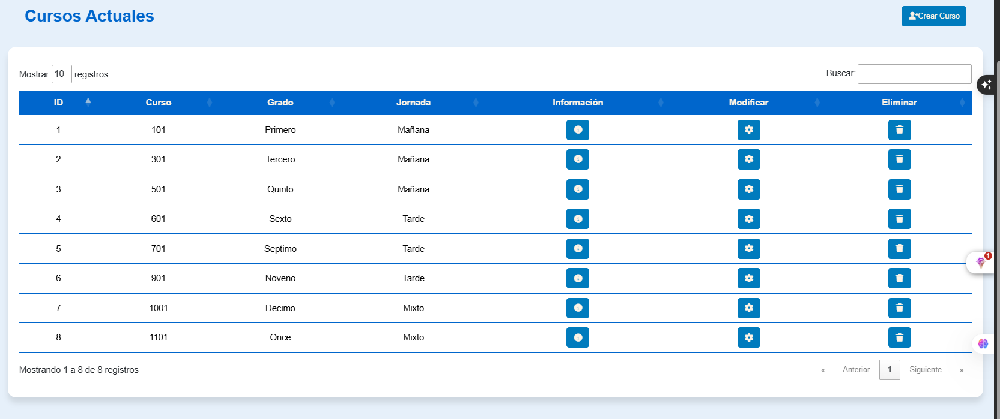 Cursos Actuales
Crear Curso
Mostrar 10 registros
Buscar:
ID Curso Grado Jornada Información Modificar Eliminar
1 101 Primero Mañana
2 301 Tercero Mañana
3 501 Quinto Mañana
4 601 Sexto Tarde
5 701 Septimo Tarde
6 901 Noveno Tarde
7 1001 Decimo Mixto
8 1101 Once Mixto
1
Mostrando 1 a 8 de 8 registros
« Anterior 1 Siguiente »